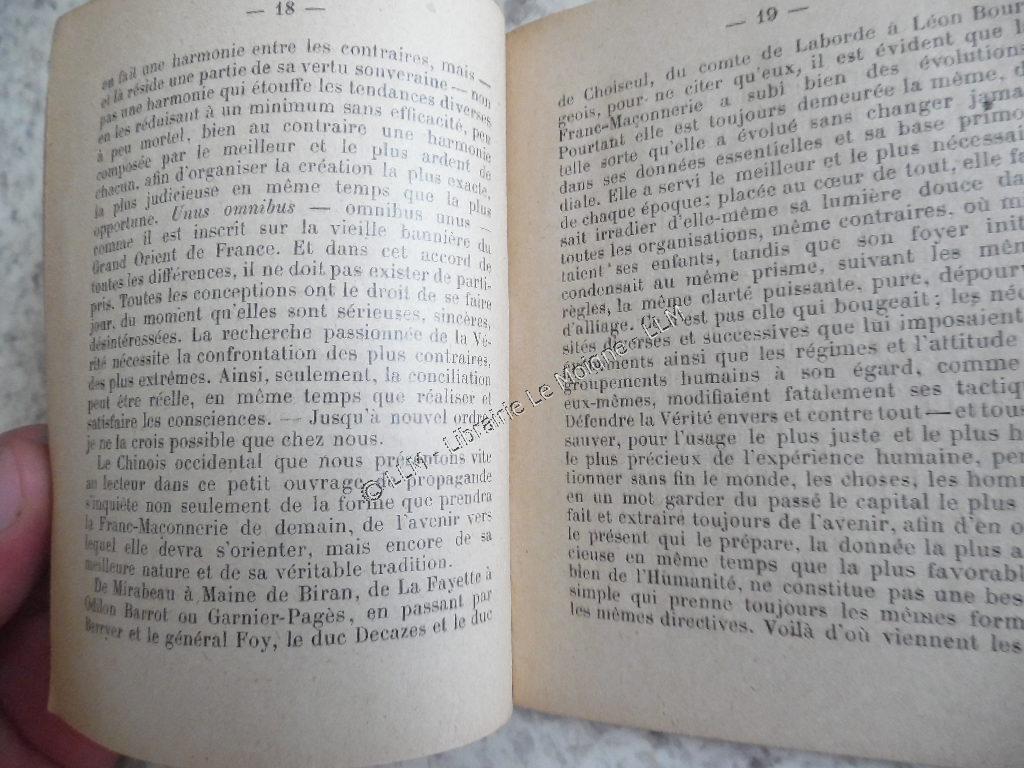 — 18 —
en fait une harmonie entre les contraires, mais —
et là réside une partie de sa vertu souveraine — non
pas une harmonie qui étouffe les tendances diverses
en les réduisant à un minimum sans efficacité, peu
à peu mortel, bien au contraire une harmonie
composée par le meilleur et le plus ardent de
chacun, afin d'organiser la création la plus exacte,
la plus judicieuse en même temps que la plus
opportune. Unus omnibus — omnibus unus —
comme il est inscrit sur la vieille bannière du
Grand Orient de France. Et dans cet accord de
toutes les différences, il ne doit pas exister de parti-
pris. Toutes les conceptions ont le droit de se faire
jour, du moment qu'elles sont sérieuses, sincères,
désintéressées. La recherche passionnée de la Vé-
rité nécessite la confrontation des plus contraires,
des plus extrêmes. Ainsi, seulement, la conciliation
peut être réelle, en même temps que réaliser et
satisfaire les consciences. — Jusqu'à nouvel ordre
je ne la crois possible que chez nous.
Le Chinois occidental que nous présentons vite
au lecteur dans ce petit ouvrage de propagande
s'inquiète non seulement de la forme que prendra
la Franc-Maçonnerie de demain, de l'avenir vers
lequel elle devra s'orienter, mais encore de sa
meilleure nature et de sa véritable tradition.
De Mirabeau à Maine de Biran, de La Fayette à
Odilon Barrot ou Garnier-Pagès, en passant par
Berryer et le général Foy, le duc Decazes et le duc
— 19 —
de Choiseul, du comte de Laborde à Léon Bour
geois, pour ne citer qu'eux, il est évident que l
Franc-Maçonnerie a subi bien des évolutions
Pourtant elle est toujours demeurée la même, d
telle sorte qu'elle a évolué sans changer jama
dans ses données essentielles et sa base primo
diale. Elle a servi le meilleur et le plus nécessai
de chaque époque; placée au cœur de tout, elle fa
sait irradier d'elle-même sa lumière douce da
toutes les organisations, même contraires, où m
taient ses enfants, tandis que son foyer init
condensait au même prisme, suivant les mêm
règles, la même clarté puissante, pure, dépourv
d'alliage. Ce n'est pas elle qui bougeait; les néc
sités diverses et successives que lui imposaient
ments ainsi que les régimes et l'attitude
groupements humains à son égard, comme
eux-mêmes, modifiaient fatalement ses tactiq
Défendre la Vérité envers et contre tout — et tous
sauver, pour l'usage le plus juste et le plus h
le plus précieux de l'expérience humaine, per
tionner sans fin le monde, les choses, les homm
en un mot garder du passé le capital le plus
fait et extraire toujours de l'avenir, afin d'en o
le présent qui le prépare, la donnée la plus a
cieuse en même temps que la plus favorabl
bien de l'Humanité, ne constitue pas une bes
simple qui prenne toujours les mêmes form
les mêmes directives. Voilà d'où viennent les
©LLM - Librairie Le Moigne - LLM